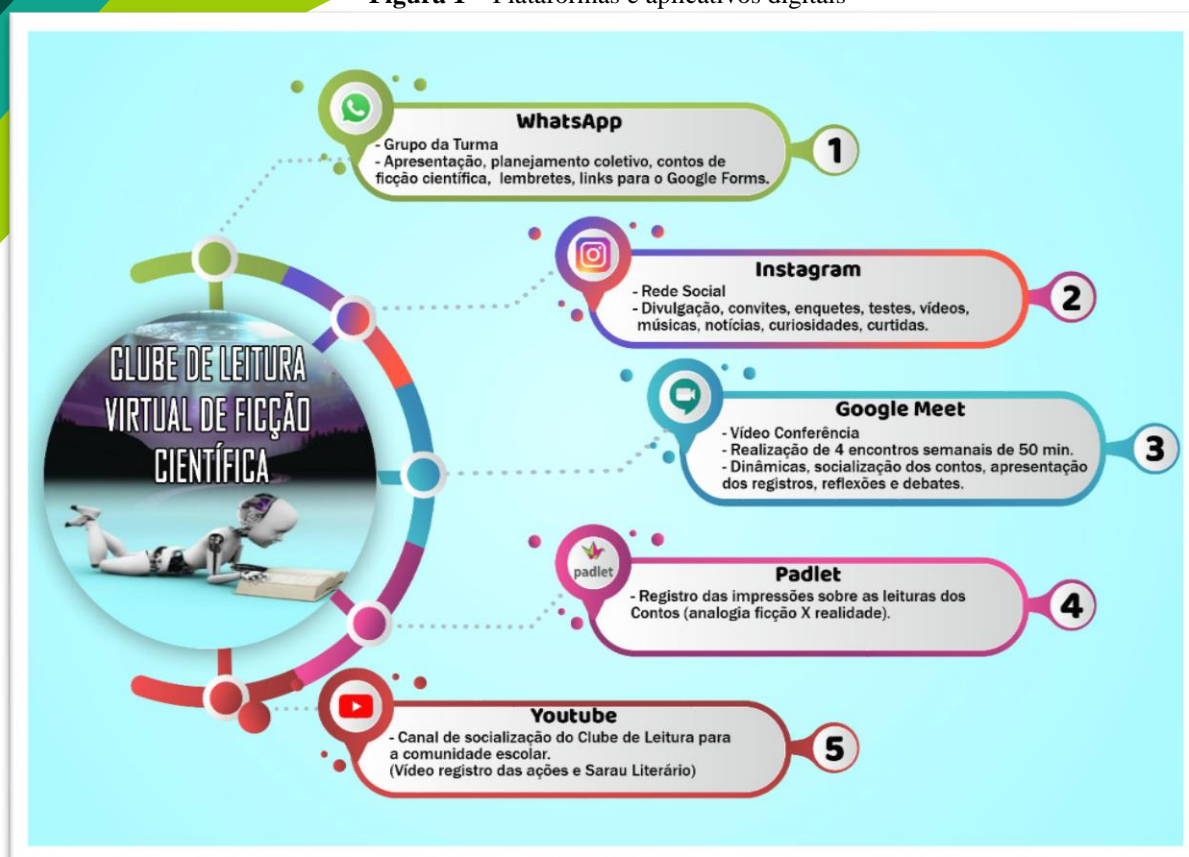 Figura 1 – Plataformas e aplicativos digitais
WhatsApp
- Grupo da Turma
- Apresentação, planejamento coletivo, contos de
ficção científica, lembretes, links para o Google Forms.
1
Instagram
- Rede Social
- Divulgação, convites, enquetes, testes, vídeos,
músicas, notícias, curiosidades, curtidas.
2
CLUBE DE LEITURA
VIRTUAL DE FICÇÃO
CIENTÍFICA
Google Meet
- Vídeo Conferência
- Realização de 4 encontros semanais de 50 min.
- Dinâmicas, socialização dos contos, apresentação
dos registros, reflexões e debates.
3
padlet
Padlet
- Registro das impressões sobre as leituras dos
Contos (analogia ficção X realidade).
4
Youtube
- Canal de socialização do Clube de Leitura para
a comunidade escolar.
(Vídeo registro das ações e Sarau Literário)
5